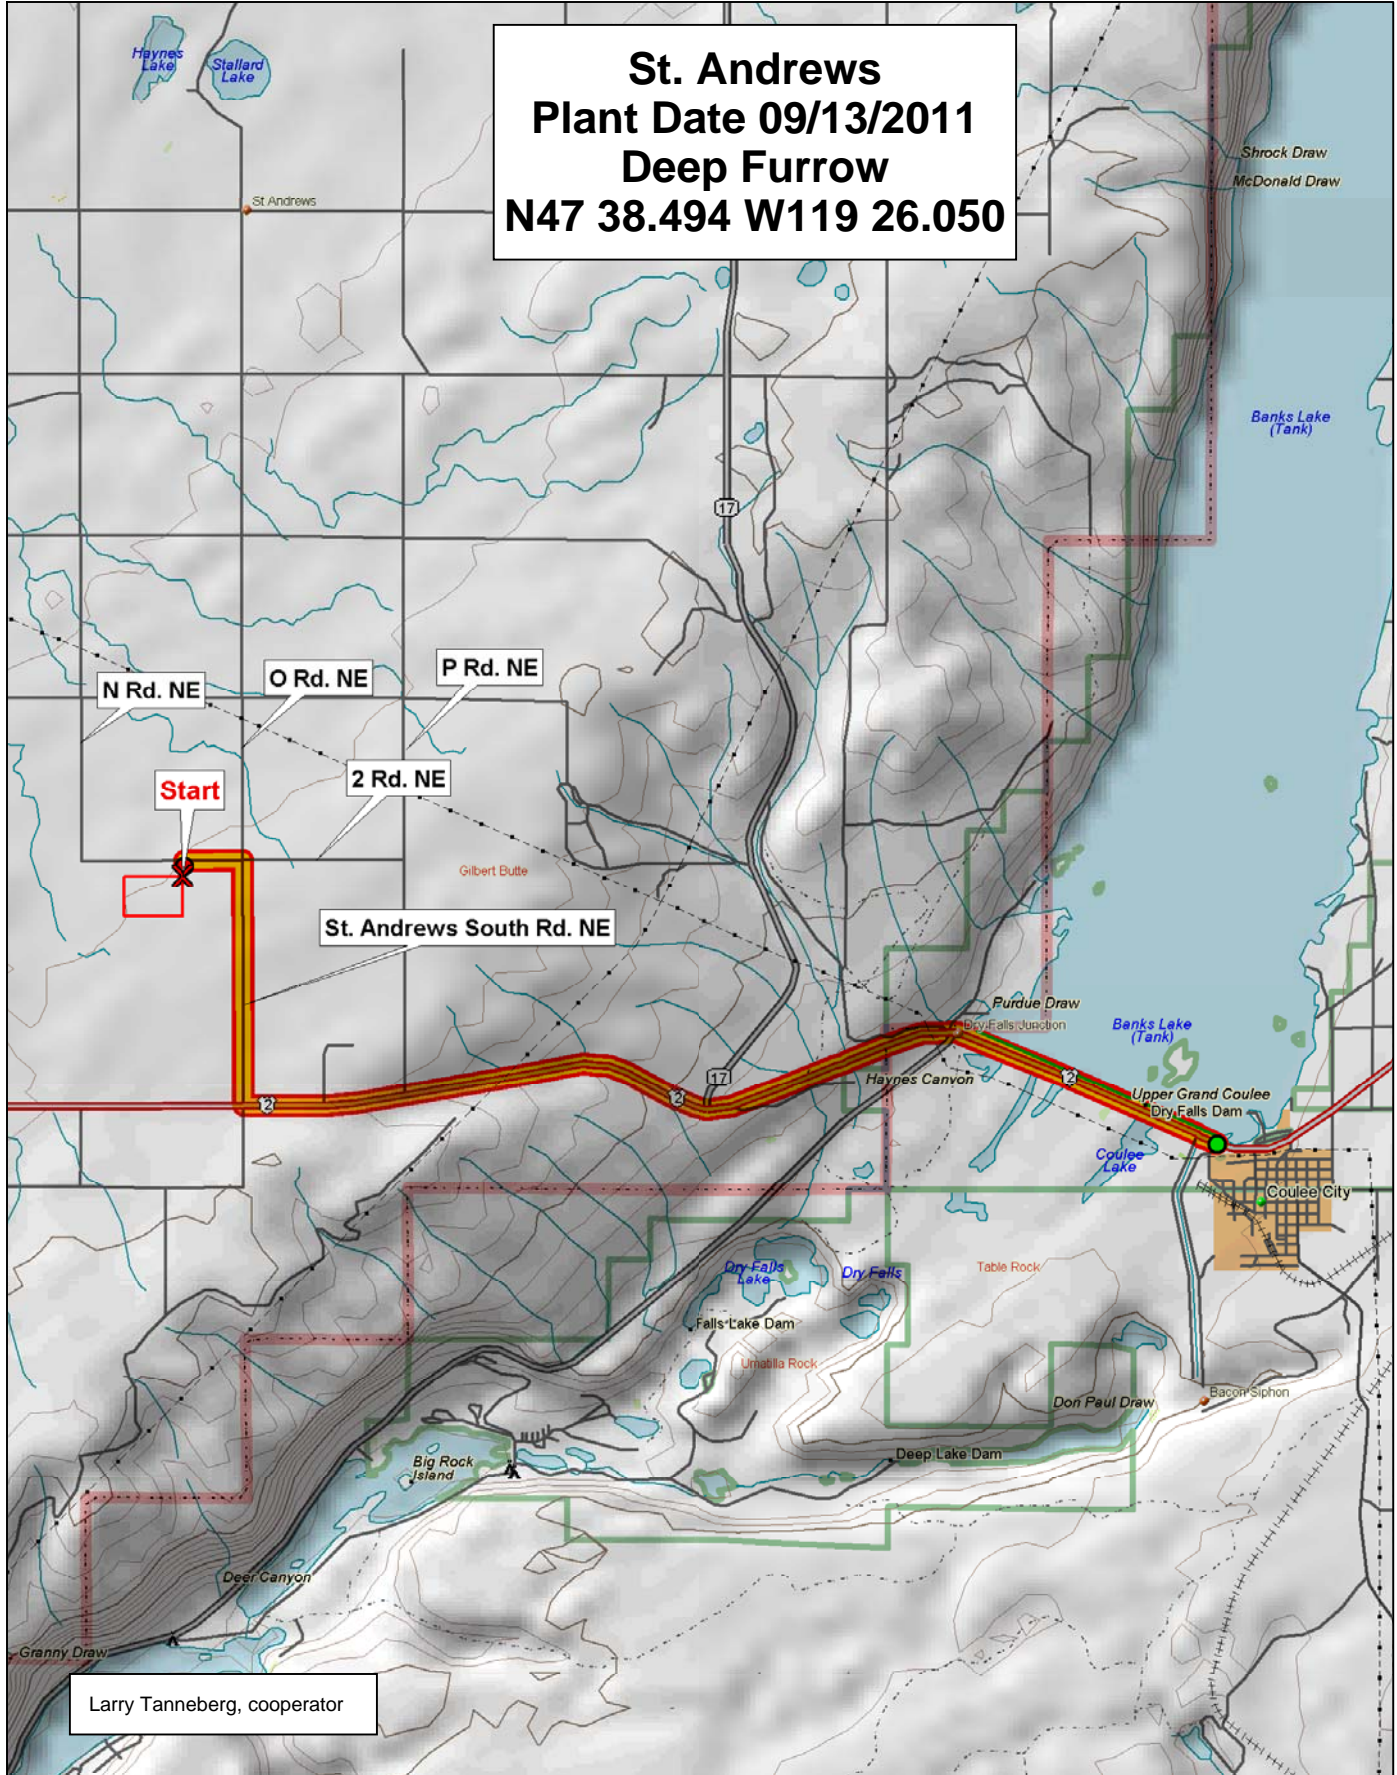 St. Andrews
Plant Date 09/13/2011
Deep Furrow
N47 38.494 W119 26.050
Haynes
Lake
Stallard
Lake
St Andrews
Shrock Draw
McDonald Draw
Banks Lake
(Tank)
17
N Rd. NE
O Rd. NE
P Rd. NE
Start
2 Rd. NE
Gilbert Butte
St. Andrews South Rd. NE
Purdue Draw
Dry Falls Junction
Banks Lake
(Tank)
17
2
2
2
Haynes Canyon
Upper Grand Coulee
Dry Falls Dam
Coulee
Lake
Coulee City
Dry Falls
Lake
Dry Falls
Table Rock
Falls Lake Dam
Umatilla Rock
Don Paul Draw
Bacon Siphon
Big Rock
Island
Deep Lake Dam
Deer Canyon
Granny Draw
Larry Tanneberg, cooperator